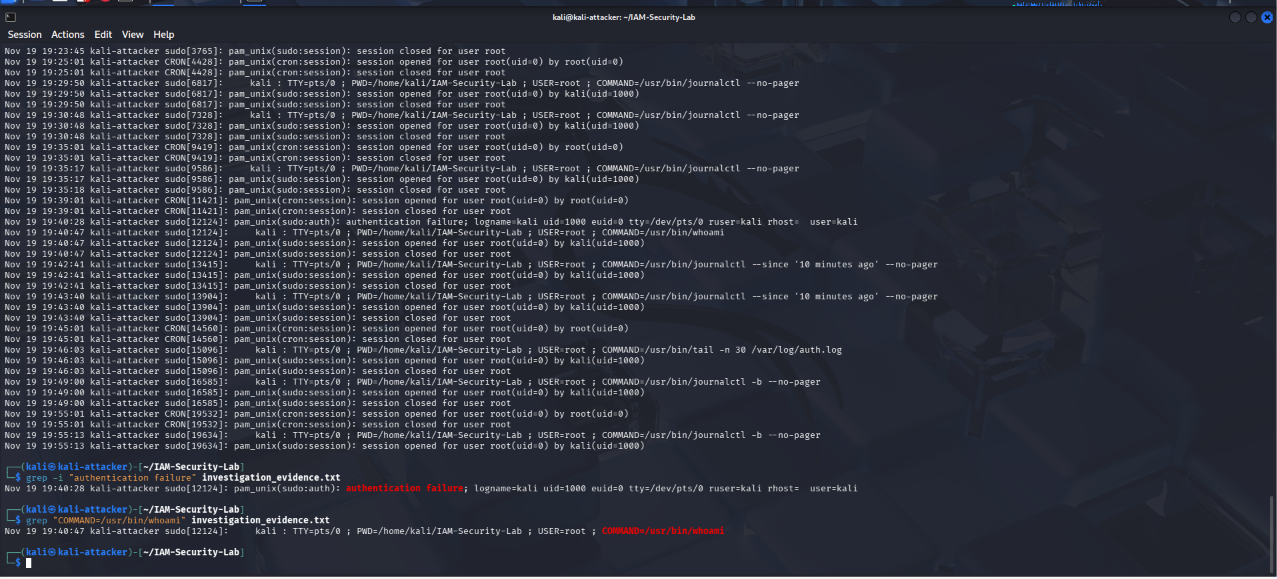 kali@kali-attacker: ~/IAM-Security-Lab
Session Actions Edit View Help
Nov 19 19:23:45 kali-attacker sudo[3765]: pam_unix(sudo:session): session closed for user root
Nov 19 19:25:01 kali-attacker CRON[4428]: pam_unix(cron:session): session opened for user root(uid=0) by root(uid=0)
Nov 19 19:25:01 kali-attacker CRON[4428]: pam_unix(cron:session): session closed for user root
Nov 19 19:29:50 kali-attacker sudo[6817]:     kali : TTY=pts/0 ; PWD=/home/kali/IAM-Security-Lab ; USER=root ; COMMAND=/usr/bin/journalctl --no-pager
Nov 19 19:29:50 kali-attacker sudo[6817]: pam_unix(sudo:session): session opened for user root(uid=0) by kali(uid=1000)
Nov 19 19:29:50 kali-attacker sudo[6817]: pam_unix(sudo:session): session closed for user root
Nov 19 19:30:48 kali-attacker sudo[7328]:     kali : TTY=pts/0 ; PWD=/home/kali/IAM-Security-Lab ; USER=root ; COMMAND=/usr/bin/journalctl --no-pager
Nov 19 19:30:48 kali-attacker sudo[7328]: pam_unix(sudo:session): session opened for user root(uid=0) by kali(uid=1000)
Nov 19 19:30:48 kali-attacker sudo[7328]: pam_unix(sudo:session): session closed for user root
Nov 19 19:35:01 kali-attacker CRON[9419]: pam_unix(cron:session): session opened for user root(uid=0) by root(uid=0)
Nov 19 19:35:01 kali-attacker CRON[9419]: pam_unix(cron:session): session closed for user root
Nov 19 19:35:17 kali-attacker sudo[9586]:     kali : TTY=pts/0 ; PWD=/home/kali/IAM-Security-Lab ; USER=root ; COMMAND=/usr/bin/journalctl --no-pager
Nov 19 19:35:17 kali-attacker sudo[9586]: pam_unix(sudo:session): session opened for user root(uid=0) by kali(uid=1000)
Nov 19 19:35:18 kali-attacker sudo[9586]: pam_unix(sudo:session): session closed for user root
Nov 19 19:39:01 kali-attacker CRON[11421]: pam_unix(cron:session): session opened for user root(uid=0) by root(uid=0)
Nov 19 19:39:01 kali-attacker CRON[11421]: pam_unix(cron:session): session closed for user root
Nov 19 19:40:28 kali-attacker sudo[12124]: pam_unix(sudo:auth): authentication failure; logname=kali uid=1000 euid=0 tty=/dev/pts/0 ruser=kali rhost=  user=kali
Nov 19 19:40:47 kali-attacker sudo[12124]:     kali : TTY=pts/0 ; PWD=/home/kali/IAM-Security-Lab ; USER=root ; COMMAND=/usr/bin/whoami
Nov 19 19:40:47 kali-attacker sudo[12124]: pam_unix(sudo:session): session opened for user root(uid=0) by kali(uid=1000)
Nov 19 19:40:47 kali-attacker sudo[12124]: pam_unix(sudo:session): session closed for user root
Nov 19 19:42:41 kali-attacker sudo[13415]:     kali : TTY=pts/0 ; PWD=/home/kali/IAM-Security-Lab ; USER=root ; COMMAND=/usr/bin/journalctl --since '10 minutes ago' --no-pager
Nov 19 19:42:41 kali-attacker sudo[13415]: pam_unix(sudo:session): session opened for user root(uid=0) by kali(uid=1000)
Nov 19 19:42:41 kali-attacker sudo[13415]: pam_unix(sudo:session): session closed for user root
Nov 19 19:43:40 kali-attacker sudo[13904]:     kali : TTY=pts/0 ; PWD=/home/kali/IAM-Security-Lab ; USER=root ; COMMAND=/usr/bin/journalctl --since '10 minutes ago' --no-pager
Nov 19 19:43:40 kali-attacker sudo[13904]: pam_unix(sudo:session): session opened for user root(uid=0) by kali(uid=1000)
Nov 19 19:43:40 kali-attacker sudo[13904]: pam_unix(sudo:session): session closed for user root
Nov 19 19:45:01 kali-attacker CRON[14560]: pam_unix(cron:session): session opened for user root(uid=0) by root(uid=0)
Nov 19 19:45:01 kali-attacker CRON[14560]: pam_unix(cron:session): session closed for user root
Nov 19 19:46:03 kali-attacker sudo[15096]:     kali : TTY=pts/0 ; PWD=/home/kali/IAM-Security-Lab ; USER=root ; COMMAND=/usr/bin/tail -n 30 /var/log/auth.log
Nov 19 19:46:03 kali-attacker sudo[15096]: pam_unix(sudo:session): session opened for user root(uid=0) by kali(uid=1000)
Nov 19 19:46:03 kali-attacker sudo[15096]: pam_unix(sudo:session): session closed for user root
Nov 19 19:49:00 kali-attacker sudo[16585]:     kali : TTY=pts/0 ; PWD=/home/kali/IAM-Security-Lab ; USER=root ; COMMAND=/usr/bin/journalctl -b --no-pager
Nov 19 19:49:00 kali-attacker sudo[16585]: pam_unix(sudo:session): session opened for user root(uid=0) by kali(uid=1000)
Nov 19 19:49:00 kali-attacker sudo[16585]: pam_unix(sudo:session): session closed for user root
Nov 19 19:55:01 kali-attacker CRON[19532]: pam_unix(cron:session): session opened for user root(uid=0) by root(uid=0)
Nov 19 19:55:01 kali-attacker CRON[19532]: pam_unix(cron:session): session closed for user root
Nov 19 19:55:13 kali-attacker sudo[19634]:     kali : TTY=pts/0 ; PWD=/home/kali/IAM-Security-Lab ; USER=root ; COMMAND=/usr/bin/journalctl -b --no-pager
Nov 19 19:55:13 kali-attacker sudo[19634]: pam_unix(sudo:session): session opened for user root(uid=0) by kali(uid=1000)
┌──(kali㉿kali-attacker)-[~/IAM-Security-Lab]
└─$ grep -i "authentication failure" investigation_evidence.txt
Nov 19 19:40:28 kali-attacker sudo[12124]: pam_unix(sudo:auth): authentication failure; logname=kali uid=1000 euid=0 tty=/dev/pts/0 ruser=kali rhost=  user=kali
┌──(kali㉿kali-attacker)-[~/IAM-Security-Lab]
└─$ grep "COMMAND=/usr/bin/whoami" investigation_evidence.txt
Nov 19 19:40:47 kali-attacker sudo[12124]:     kali : TTY=pts/0 ; PWD=/home/kali/IAM-Security-Lab ; USER=root ; COMMAND=/usr/bin/whoami
┌──(kali㉿kali-attacker)-[~/IAM-Security-Lab]
└─$